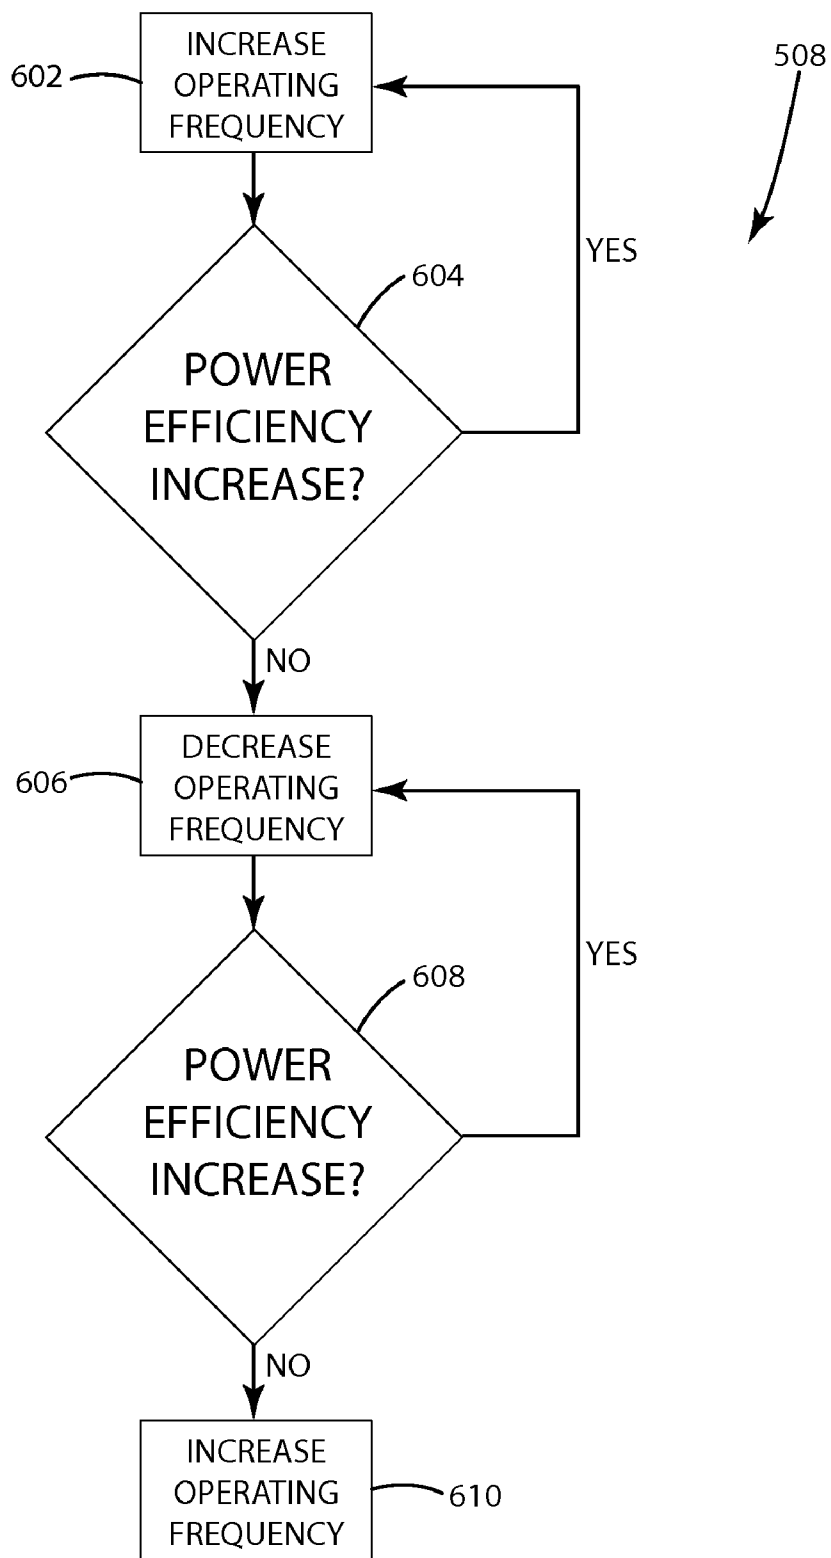 INCREASE
OPERATING
FREQUENCY
602
508
YES
604
POWER
EFFICIENCY
INCREASE?
NO
DECREASE
OPERATING
FREQUENCY
606
YES
608
POWER
EFFICIENCY
INCREASE?
NO
INCREASE
OPERATING
FREQUENCY
610